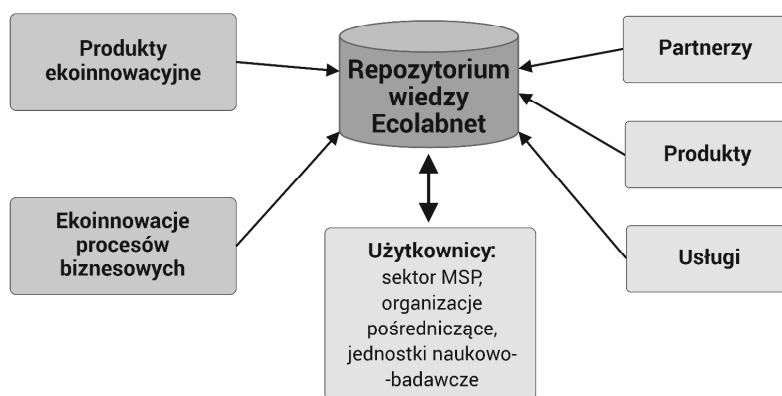 Produkty
ekoinnowacyjne
Repozytorium
wiedzy
Ecolabnet
Partnerzy
Produkty
Usługi
Ekoinnowacje
procesów
biznesowych
Użytkownicy:
sektor MSP,
organizacje
pośredniczące,
jednostki naukowo-
-badawcze